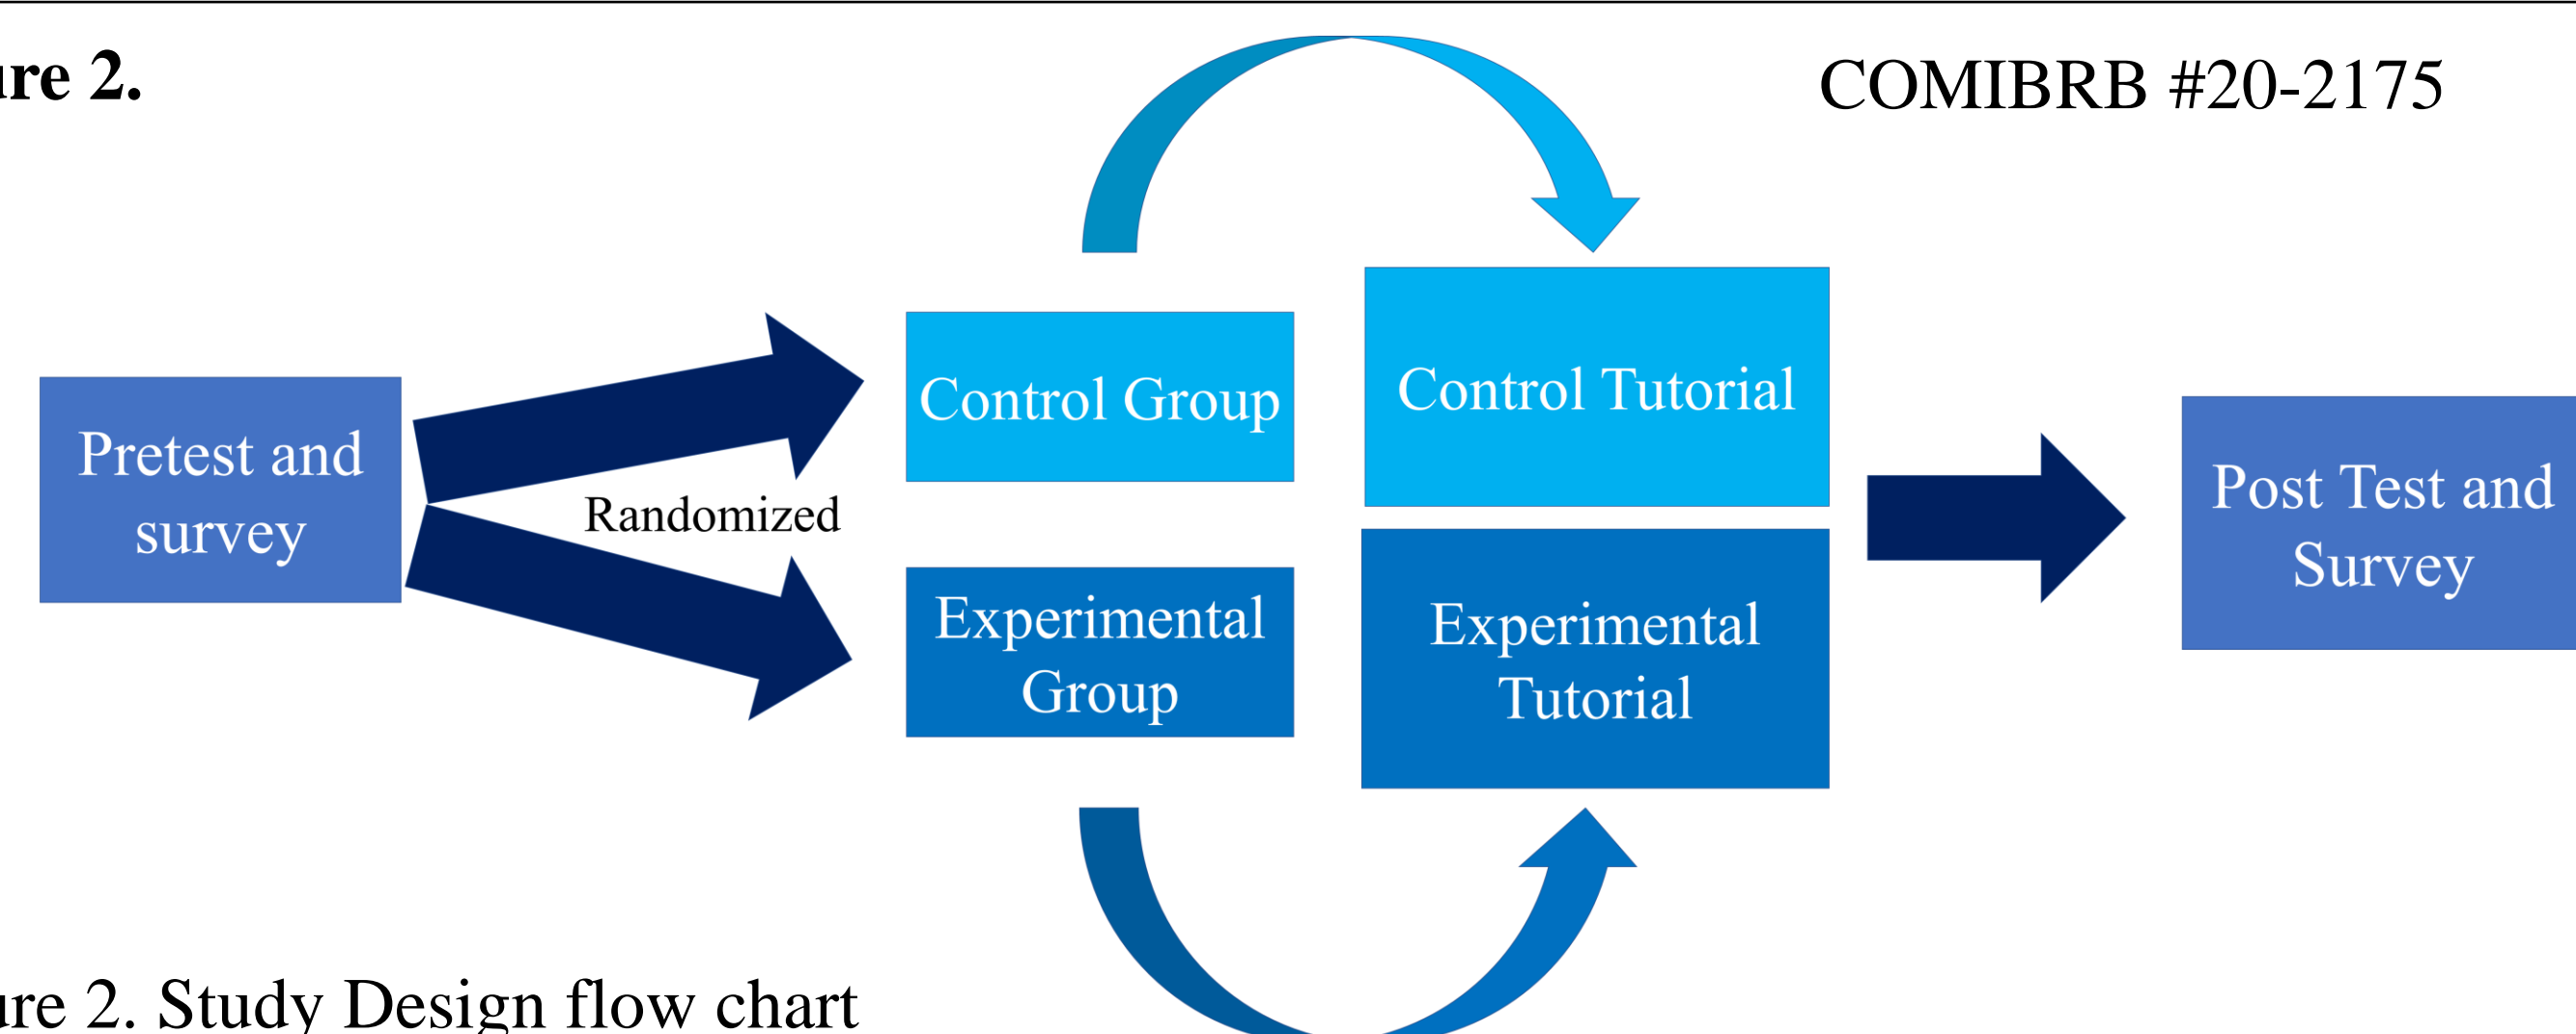 ure 2.
COMIBRB #20-2175
Pretest and
survey
Randomized
Control Group
Experimental
Group
Control Tutorial
Experimental
Tutorial
Post Test and
Survey
ure 2. Study Design flow chart